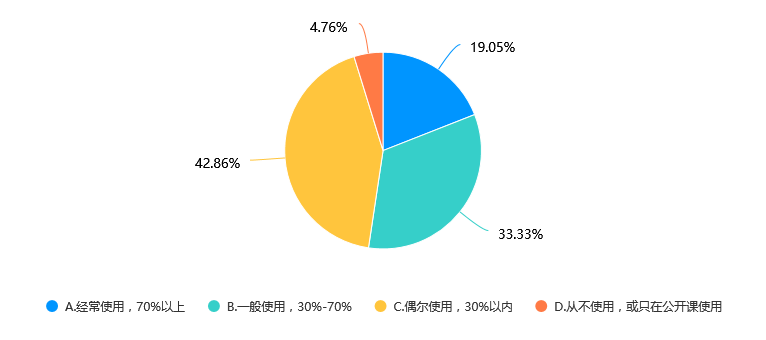 4.76%
19.05%
42.86%
33.33%
A.经常使用，70%以上
B.一般使用，30%-70%
C.偶尔使用，30%以内
D.从不使用，或只在公开课使用